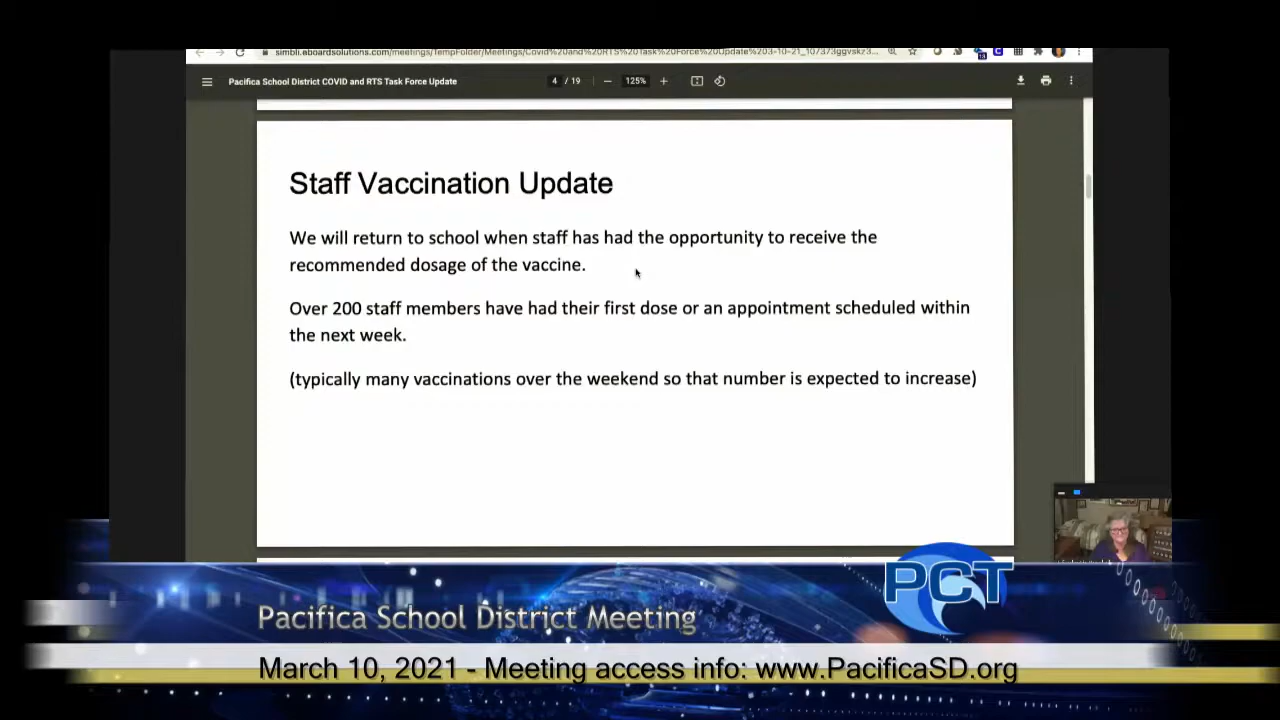 Pacifica School District COVID and RTS Task Force Update
4 / 19
125%
Staff Vaccination Update
We will return to school when staff has had the opportunity to receive the
recommended dosage of the vaccine.
Over 200 staff members have had their first dose or an appointment scheduled within
the next week.
(typically many vaccinations over the weekend so that number is expected to increase)
PCT
Pacifica School District Meeting
March 10, 2021 - Meeting access info: www.PacificaSD.org